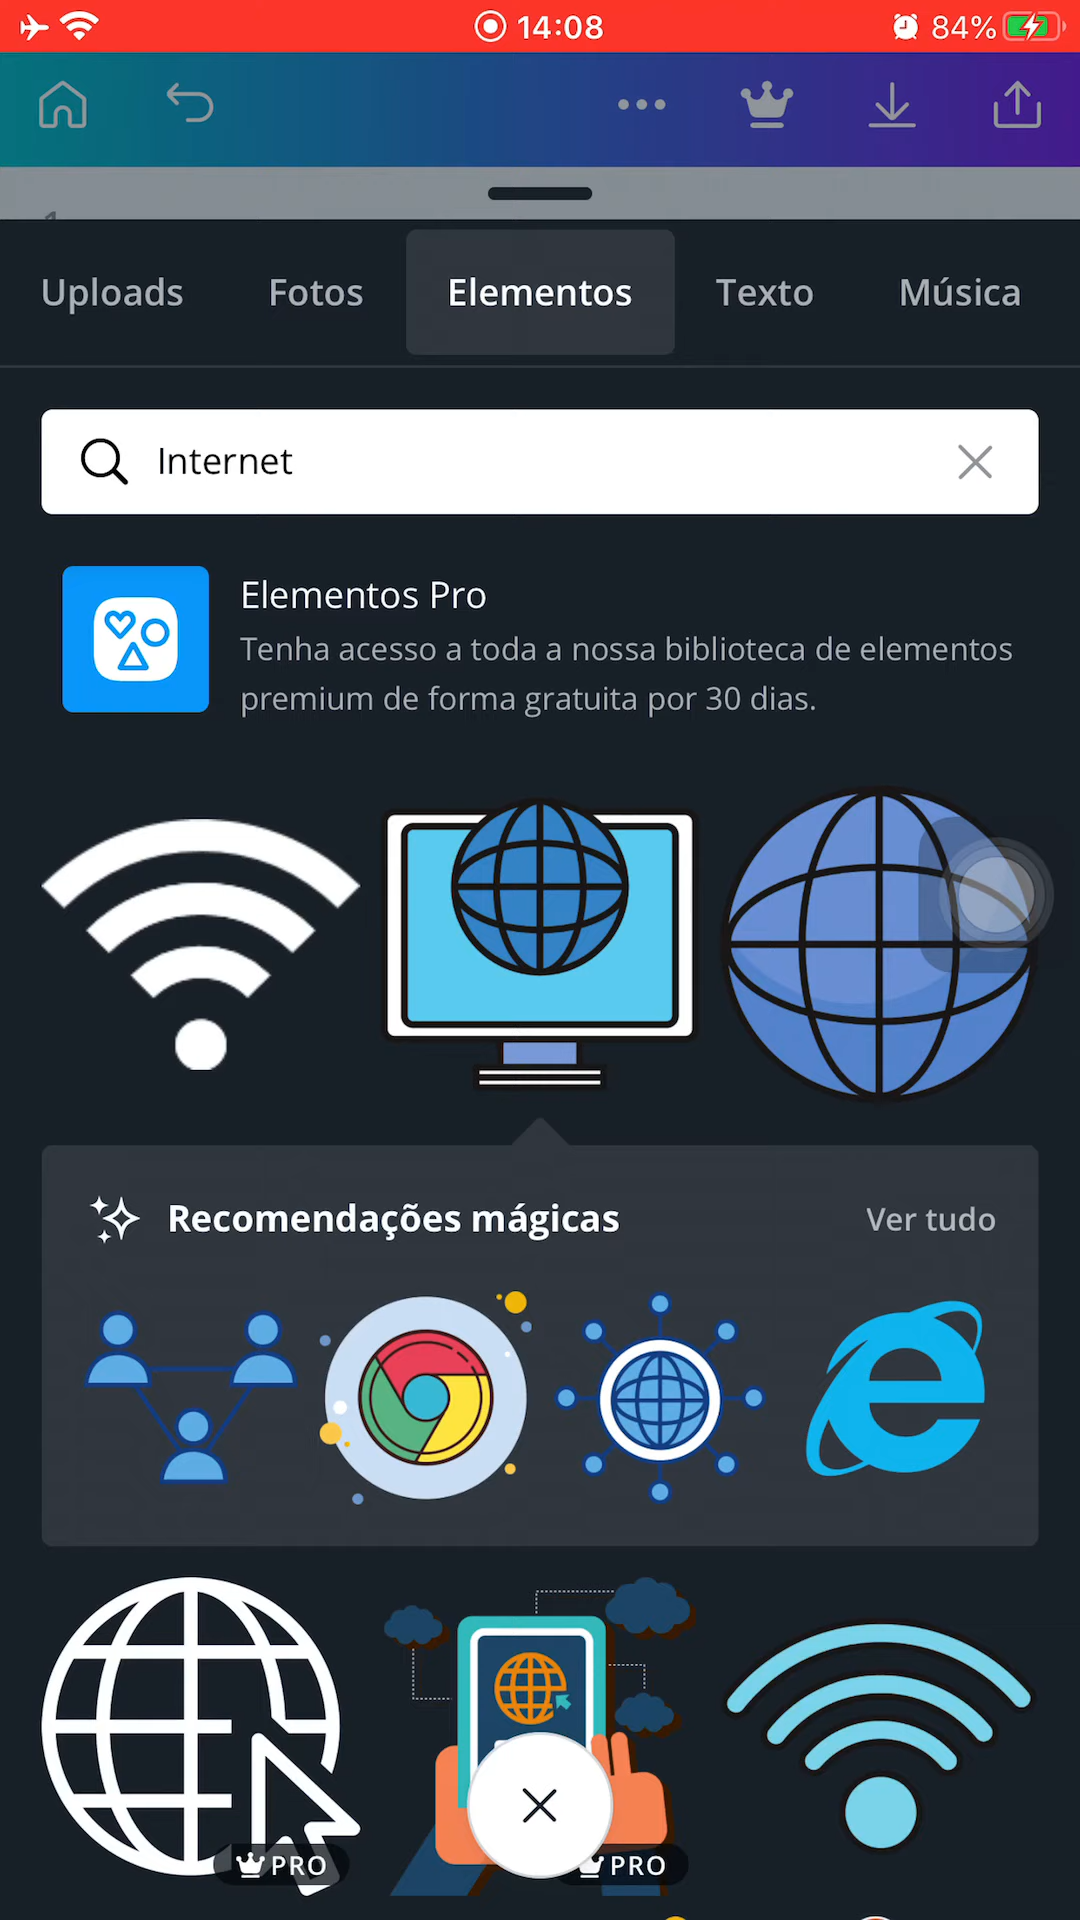 14:08
84%
Uploads
Fotos
Elementos
Texto
Música
Internet
Elementos Pro
Tenha acesso a toda a nossa biblioteca de elementos
premium de forma gratuita por 30 dias.
Recomendações mágicas
Ver tudo
PRO
PRO